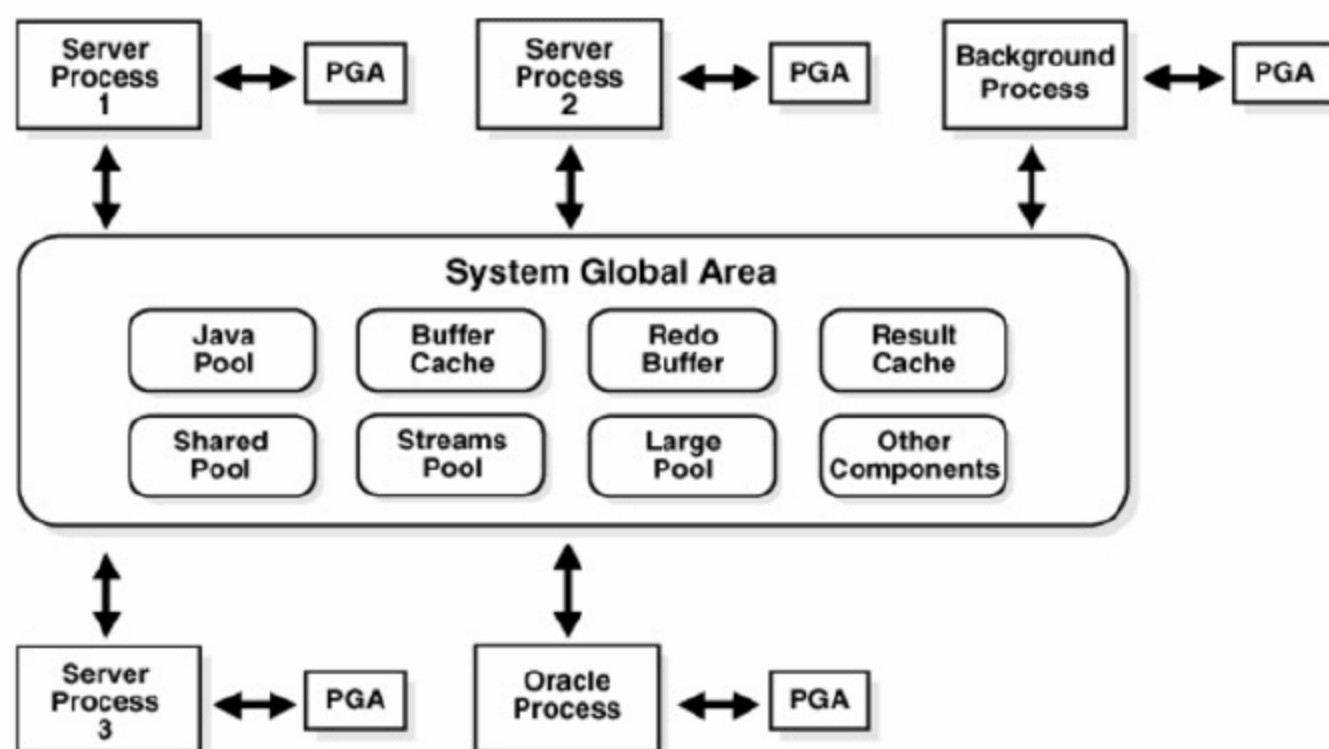 Server
Process
1
PGA
Server
Process
2
PGA
Background
Process
PGA
System Global Area
Java
Pool
Buffer
Cache
Redo
Buffer
Result
Cache
Shared
Pool
Streams
Pool
Large
Pool
Other
Components
Server
Process
3
PGA
Oracle
Process
PGA